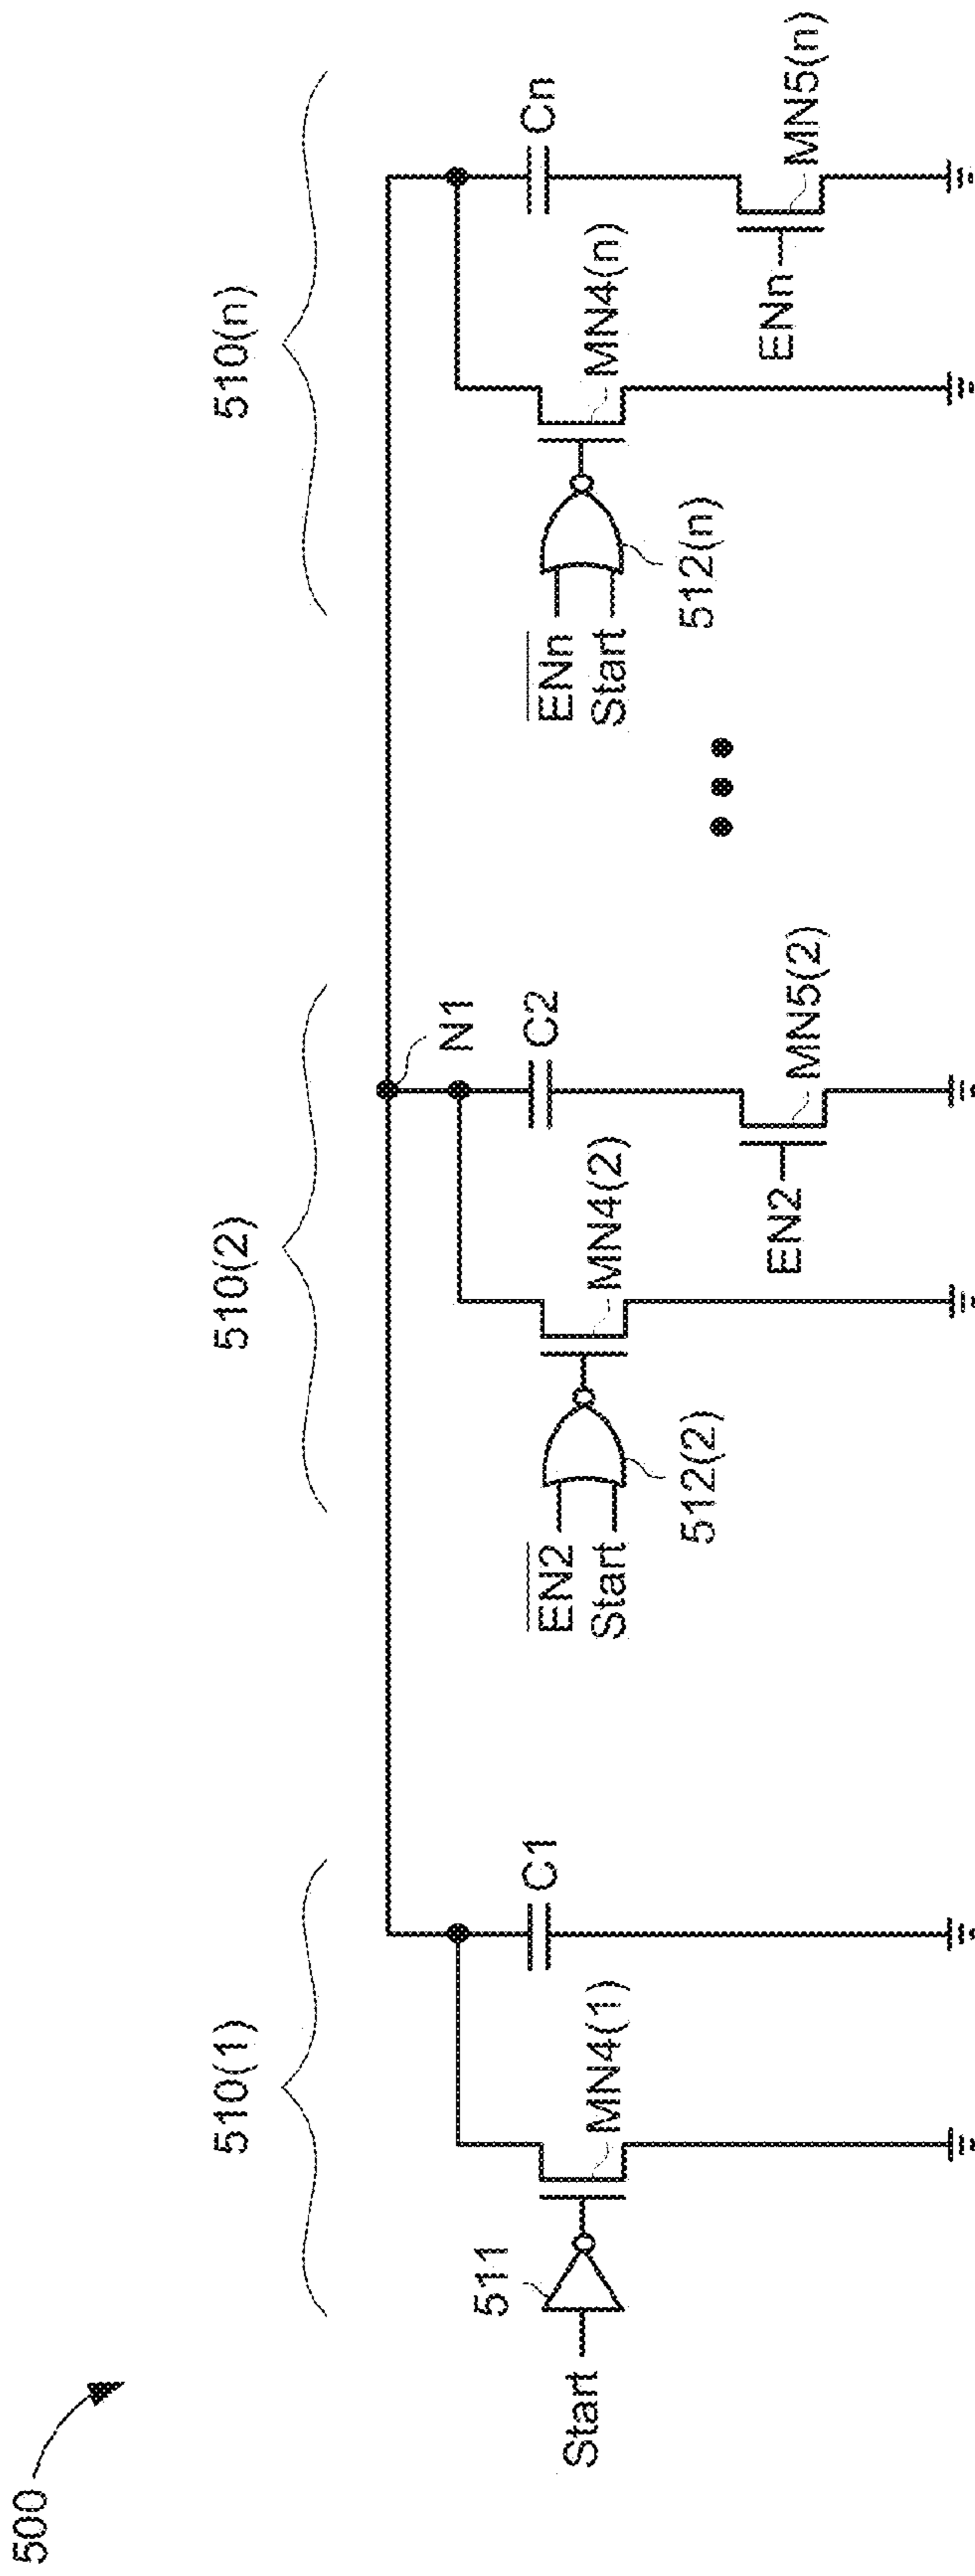 500
510(1)
510(2)
510(n)
N1
C1
C2
Cn
511
Start
MN4(1)
EN2
Start
512(2)
MN4(2)
EN2
MN5(2)
ENn
Start
512(n)
MN4(n)
ENn
MN5(n)